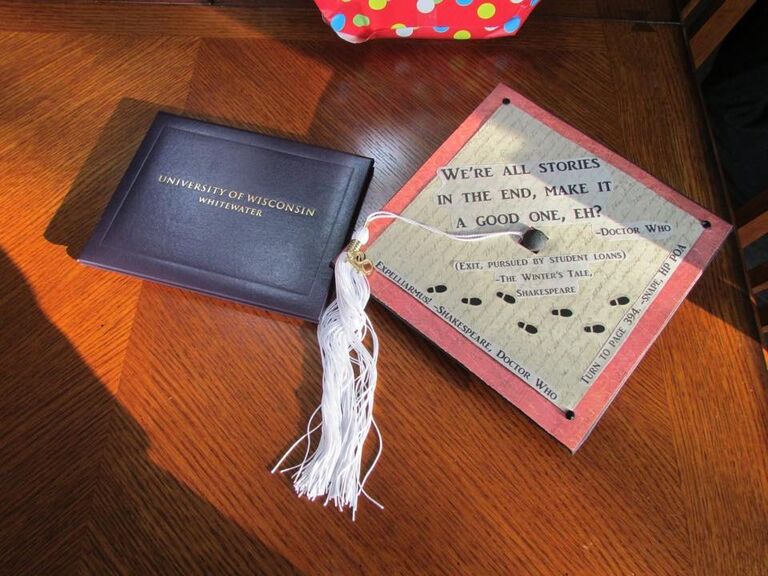 UNIVERSITY OF WISCONSIN
WHITEWATER
WE'RE ALL STORIES
IN THE END, MAKE IT
A GOOD ONE, EH?
-DOCTOR WHO
(EXIT, PURSUED BY STUDENT LOANS)
-THE WINTER'S TALE,
SHAKESPEARE
EXPELLIARMUS! -SHAKESPEARE, DOCTOR WHO
TURN TO PAGE 394. -SNAPE, HP POA